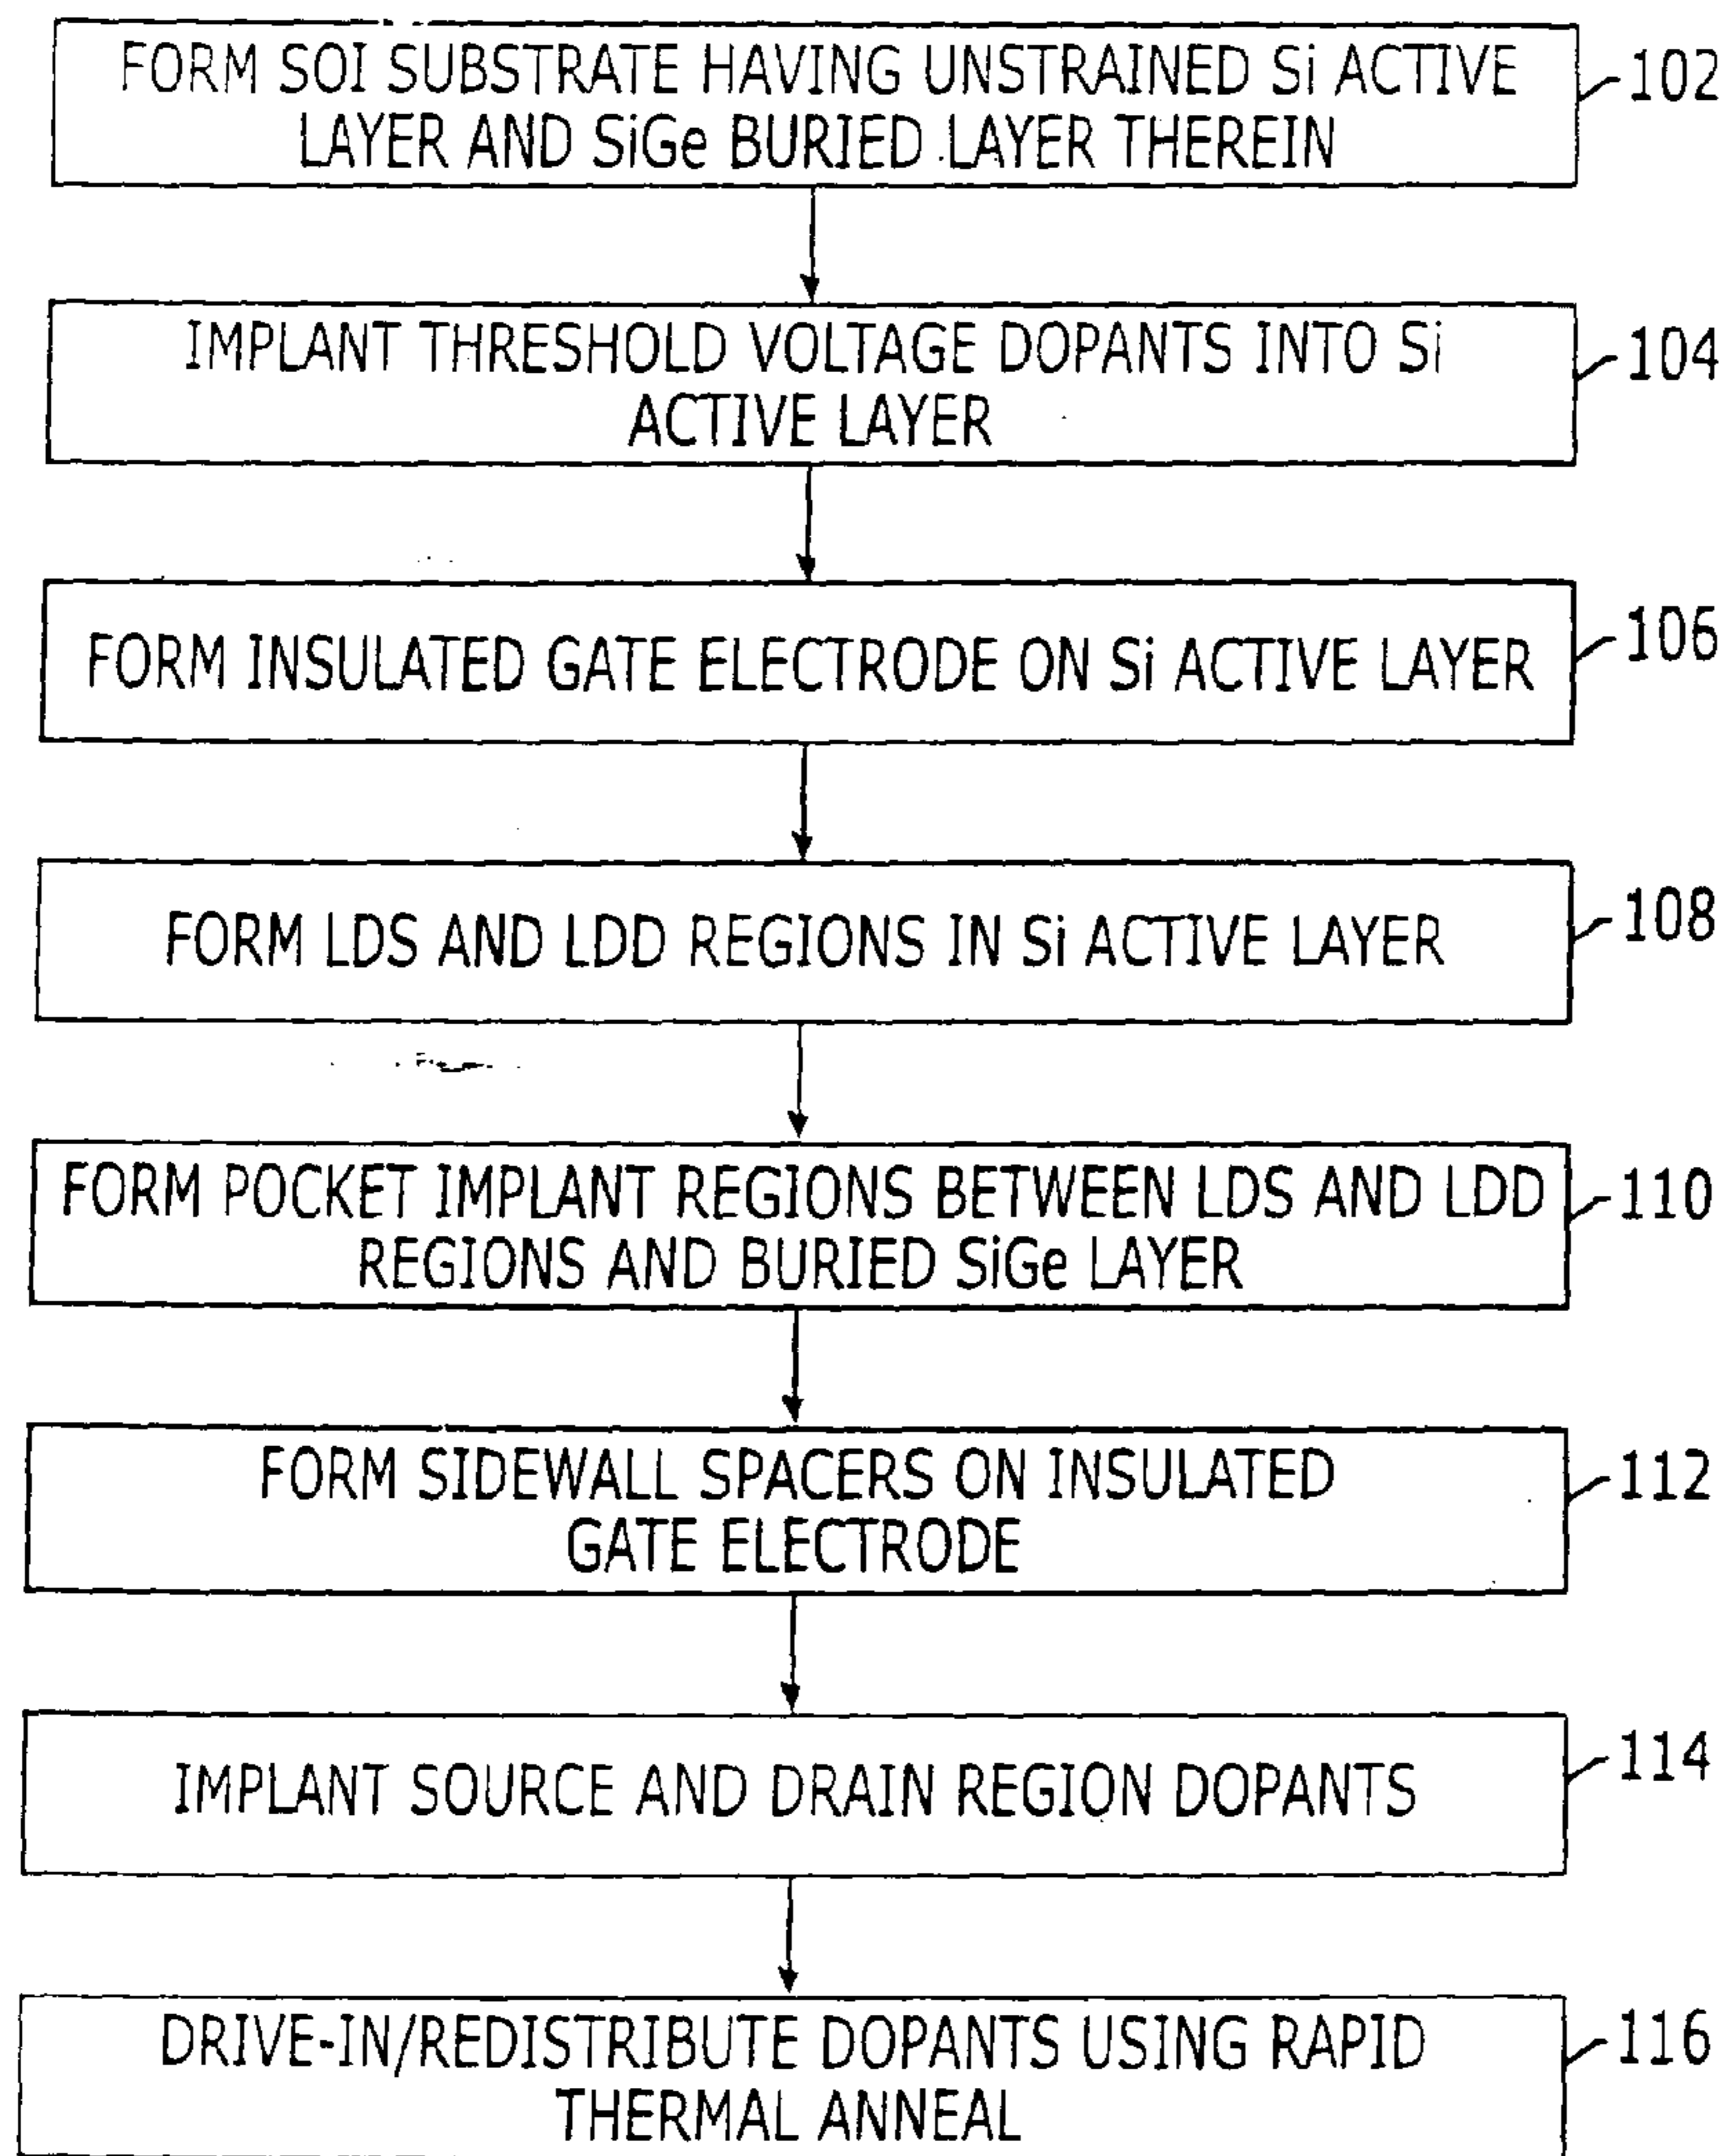 FORM SOI SUBSTRATE HAVING UNSTRAINED Si ACTIVE
LAYER AND SiGe BURIED LAYER THEREIN
102
IMPLANT THRESHOLD VOLTAGE DOPANTS INTO Si
ACTIVE LAYER
104
FORM INSULATED GATE ELECTRODE ON Si ACTIVE LAYER
106
FORM LDS AND LDD REGIONS IN Si ACTIVE LAYER
108
FORM POCKET IMPLANT REGIONS BETWEEN LDS AND LDD
REGIONS AND BURIED SiGe LAYER
110
FORM SIDEWALL SPACERS ON INSULATED
GATE ELECTRODE
112
IMPLANT SOURCE AND DRAIN REGION DOPANTS
114
DRIVE-IN/REDISTRIBUTE DOPANTS USING RAPID
THERMAL ANNEAL
116